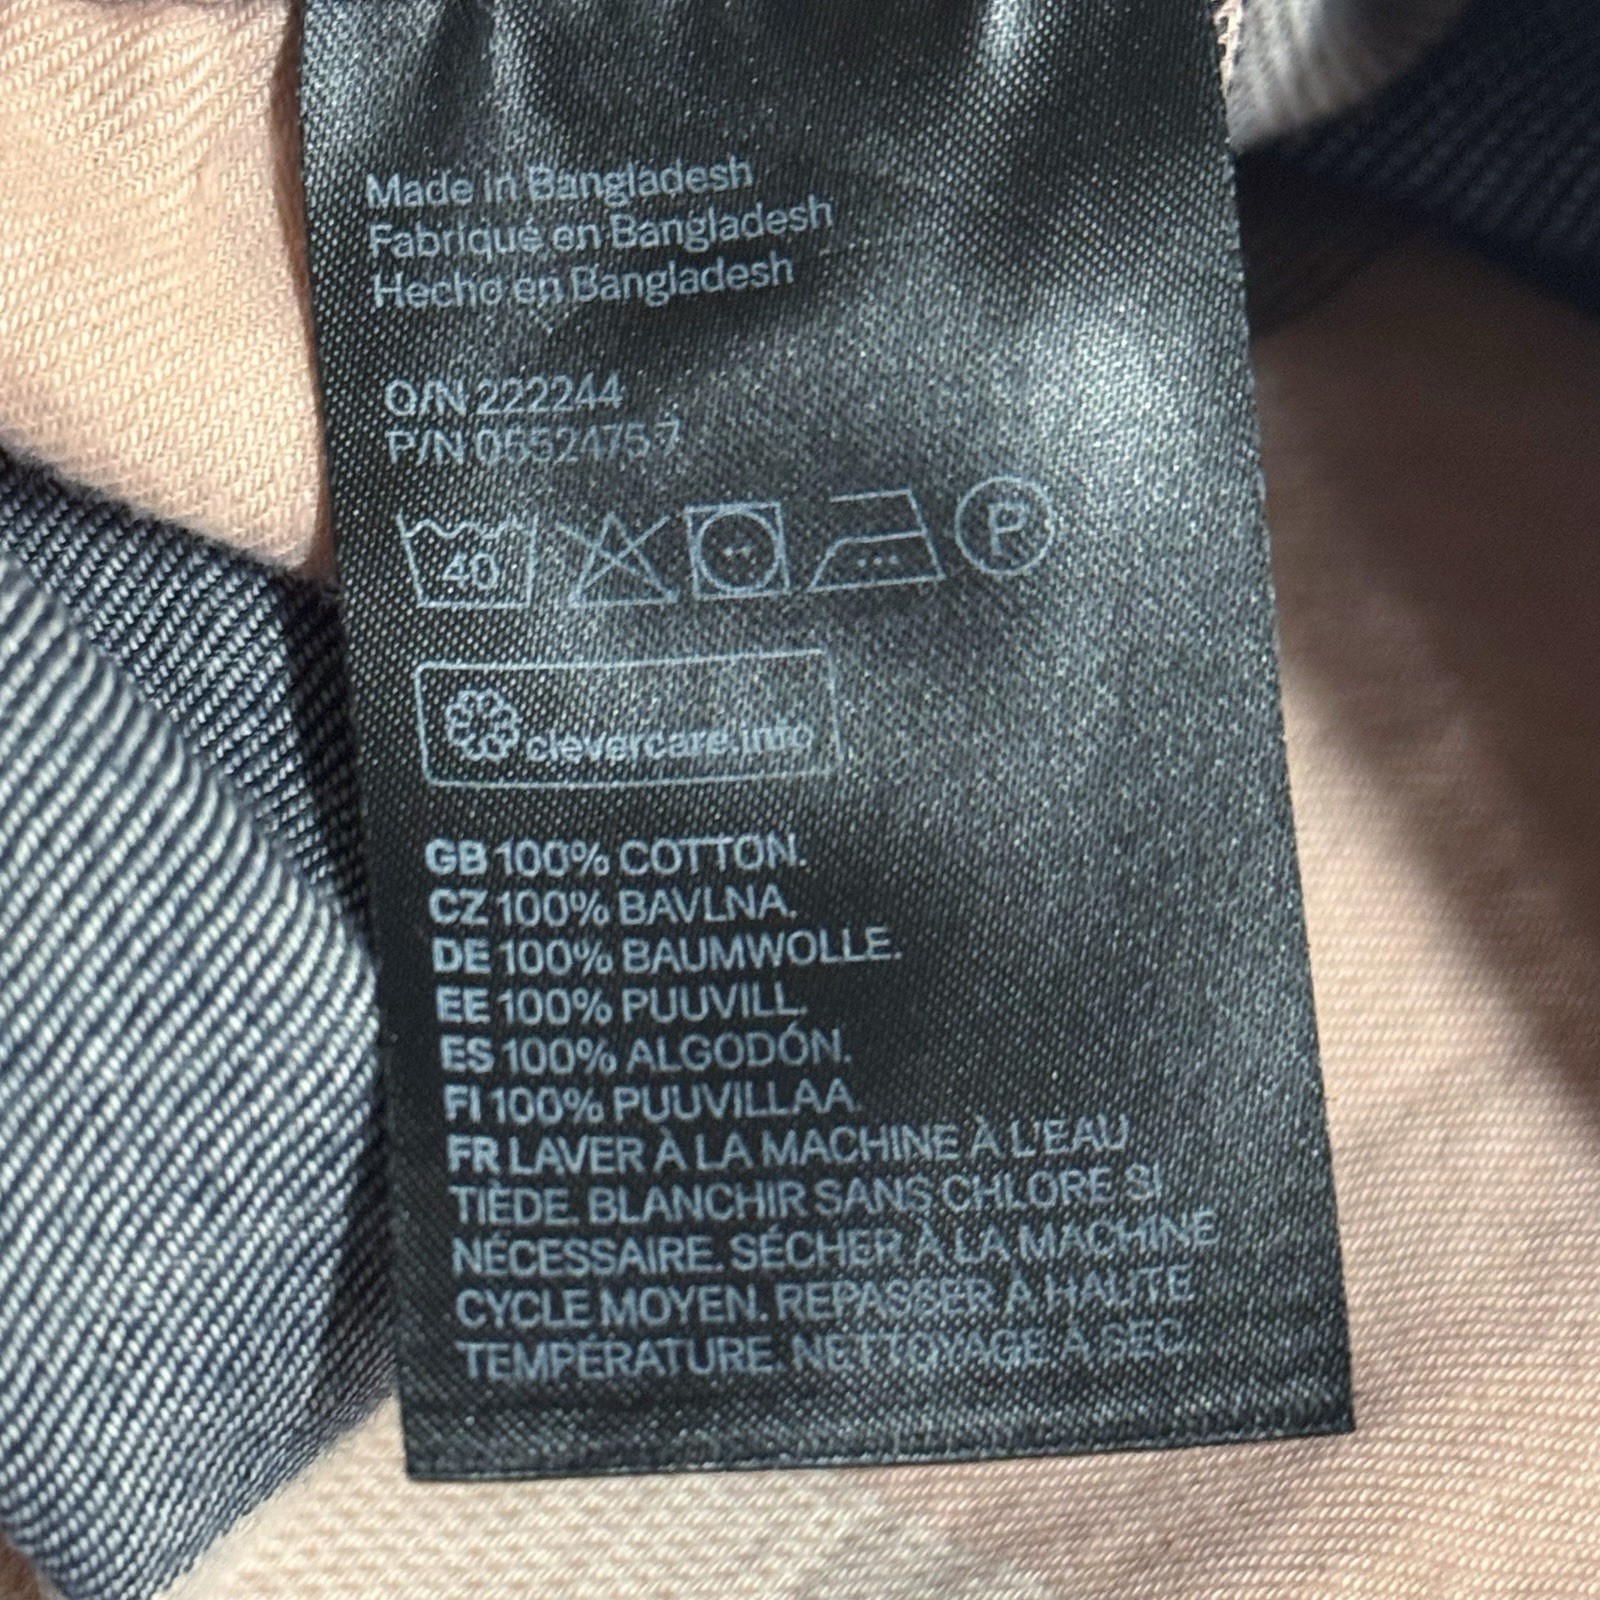 Made in Bangladesh
Fabriqué en Bangladesh
Hecho en Bangladesh
O/N 222244
P/N 05524757
40
P
clevercare.info
GB 100% COTTON.
CZ 100% BAVLNA.
DE 100% BAUMWOLLE.
EE 100% PUUVILL.
ES 100% ALGODÓN.
FI 100% PUUVILLAA.
FR LAVER À LA MACHINE À L'EAU
TIÈDE. BLANCHIR SANS CHLORE SI
NÉCESSAIRE. SÉCHER À LA MACHINE
CYCLE MOYEN. REPASSER À HAUTE
TEMPÉRATURE. NETTOYAGE À SEC.